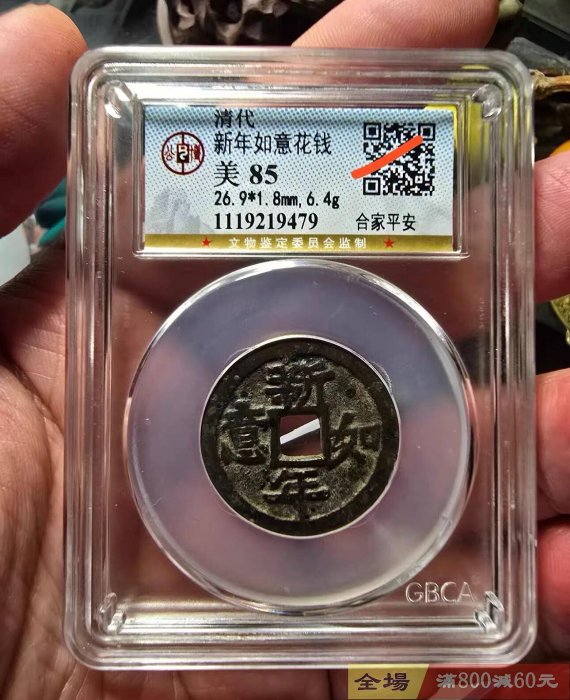 清代
新年如意花钱
美 85
26.9*1.8mm,6.4g
1119219479
合家平安
★ 文物鉴定委员会监制 ★
新
意 如
年
GBCA
全場 滿800減60元